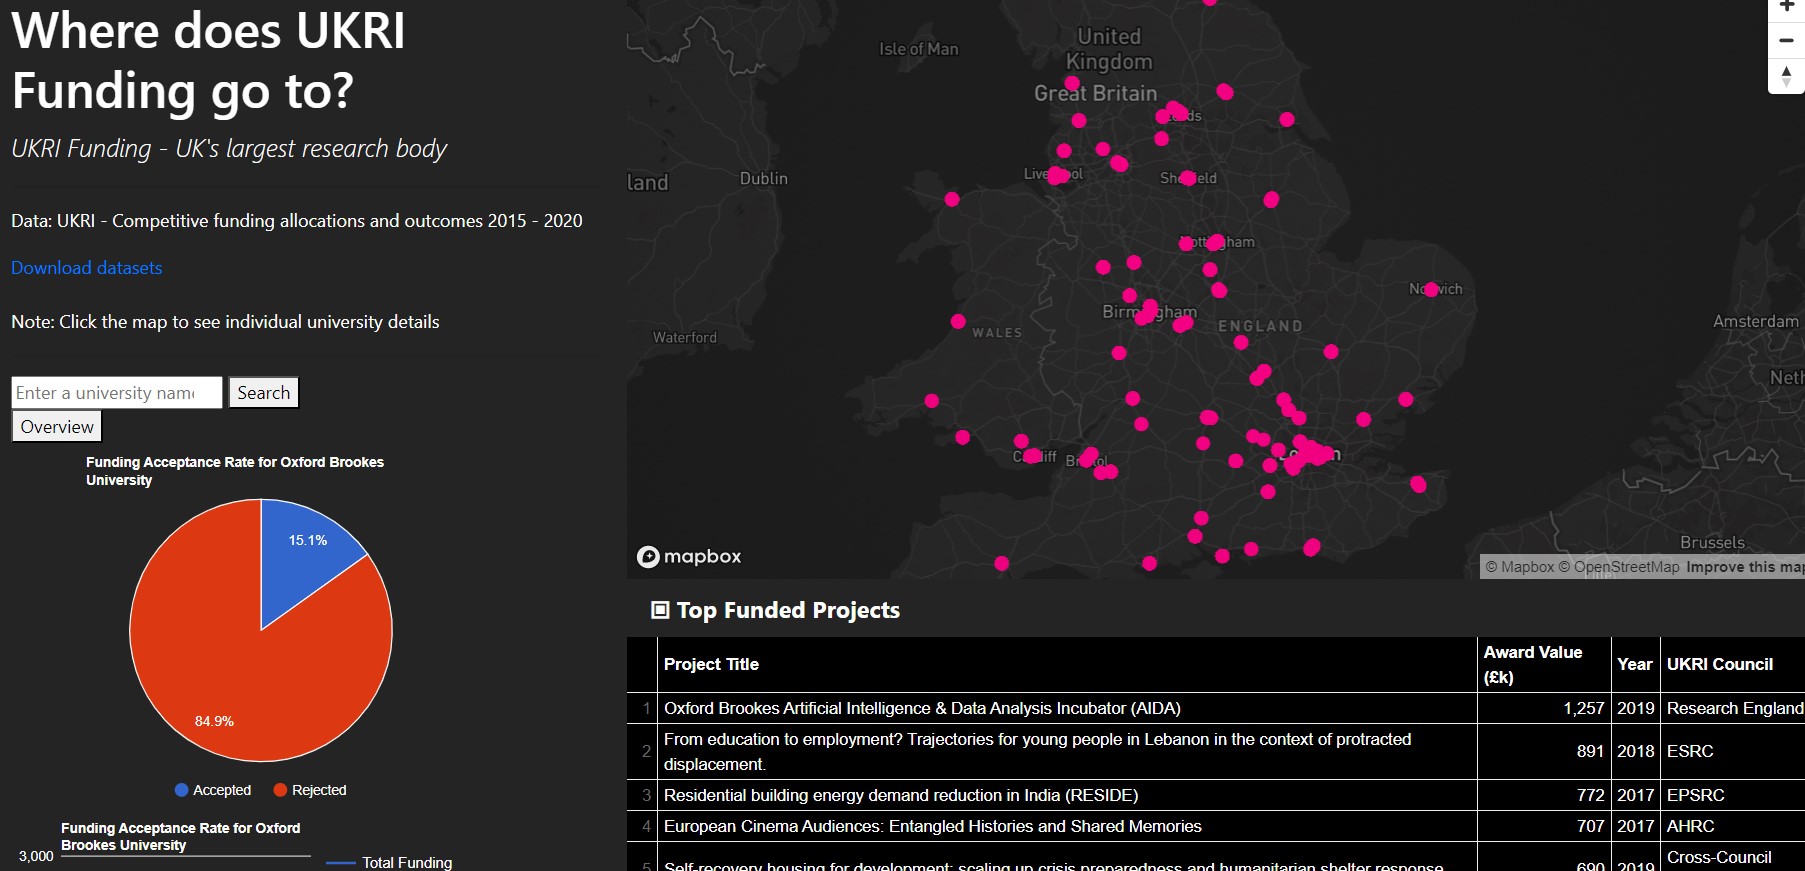 Where does UKRI
Funding go to?
UKRI Funding - UK's largest research body
Data: UKRI - Competitive funding allocations and outcomes 2015 - 2020
Download datasets
Note: Click the map to see individual university details
Enter a university name
Search
Overview
Funding Acceptance Rate for Oxford Brookes
University
15.1%
84.9%
Accepted
Rejected
Funding Acceptance Rate for Oxford
Brookes University
3,000
Total Funding
United
Kingdom
Isle of Man
Great Britain
land
Dublin
Norwich
Waterford
WALES
ENGLAND
Amsterdam
Neth
Brussels
mapbox
© Mapbox © OpenStreetMap Improve this map
Top Funded Projects
Project Title
Award Value
(£k)
Year
UKRI Council
1 Oxford Brookes Artificial Intelligence & Data Analysis Incubator (AIDA) 1,257 2019 Research England
2 From education to employment? Trajectories for young people in Lebanon in the context of protracted
displacement. 891 2018 ESRC
3 Residential building energy demand reduction in India (RESIDE) 772 2017 EPSRC
4 European Cinema Audiences: Entangled Histories and Shared Memories 707 2017 AHRC
5 Self-recovery housing for development: scaling up crisis preparedness and humanitarian shelter response 690 2019 Cross-Council